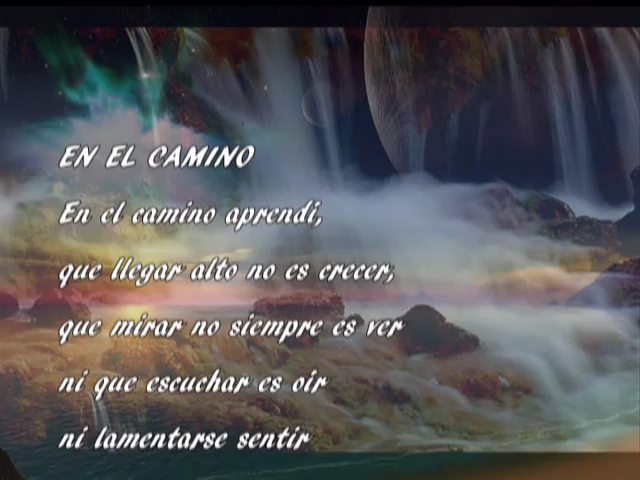 EN EL CAMINO
En el camino aprendí,
que llegar alto no es crecer,
que mirar no siempre es ver
ni que escuchar es oír
ni lamentarse sentir